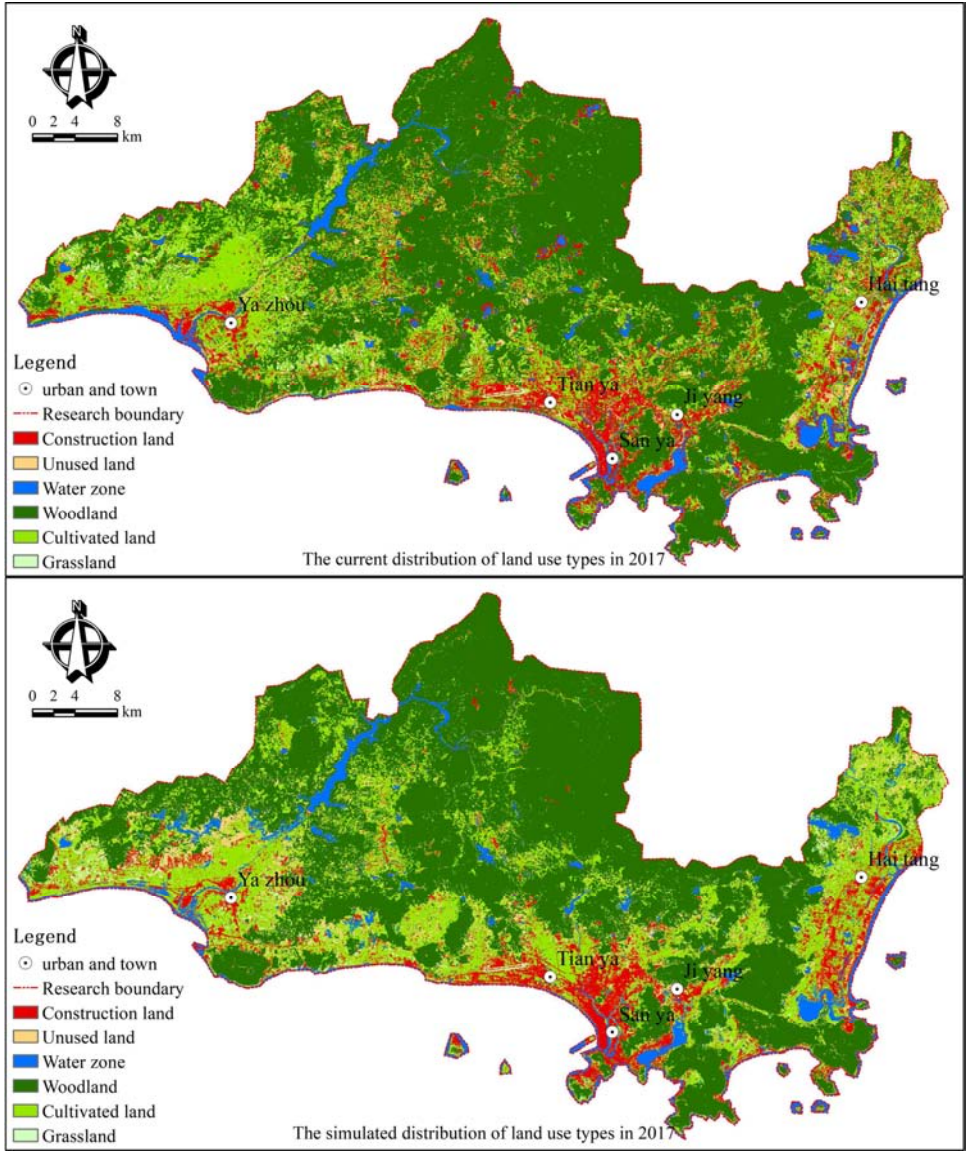 N
0 4 8
km
Hai tang
Ya zhou
Tian ya
Ji yang
San ya
Legend
urban and town
Research boundary
Construction land
Unused land
Water zone
Woodland
Cultivated land
Grassland
The current distribution of land use types in 2017
N
0 2 4 8
km
Hai tang
Ya zhou
Tian ya
Ji yang
San ya
Legend
urban and town
Research boundary
Construction land
Unused land
Water zone
Woodland
Cultivated land
Grassland
The simulated distribution of land use types in 2017